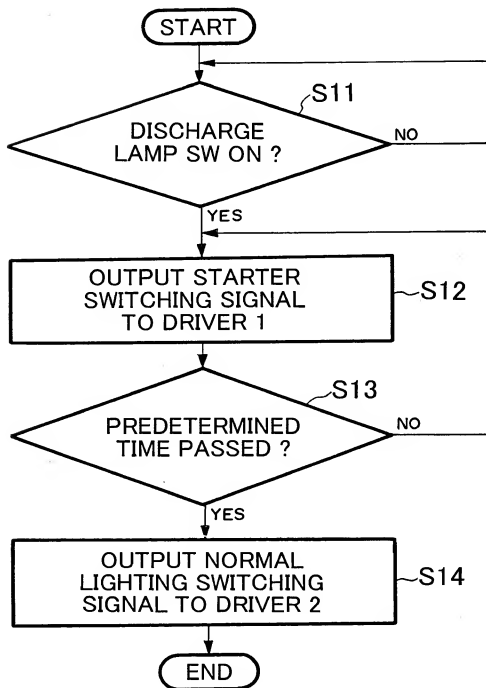 START
S11
DISCHARGE
LAMP SW ON ?
NO
YES
OUTPUT STARTER
SWITCHING SIGNAL
TO DRIVER 1
S12
S13
PREDETERMINED
TIME PASSED ?
NO
YES
OUTPUT NORMAL
LIGHTING SWITCHING
SIGNAL TO DRIVER 2
S14
END